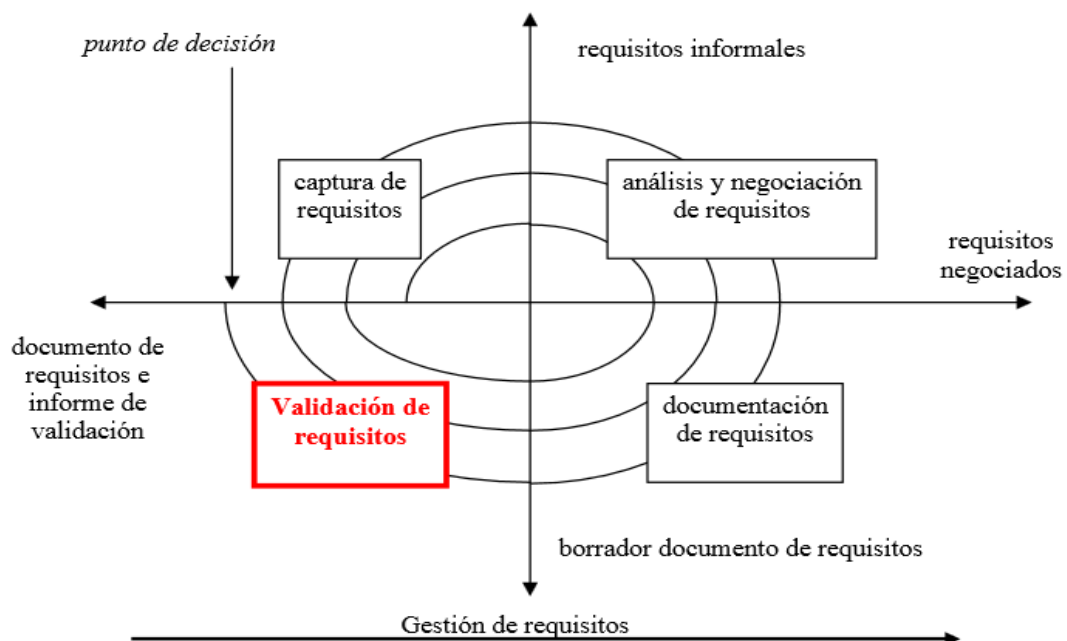 punto de decisión
requisitos informales
captura de
requisitos
análisis y negociación
de requisitos
requisitos
negociados
documento de
requisitos e
informe de
validación
Validación de
requisitos
documentación
de requisitos
borrador documento de requisitos
Gestión de requisitos